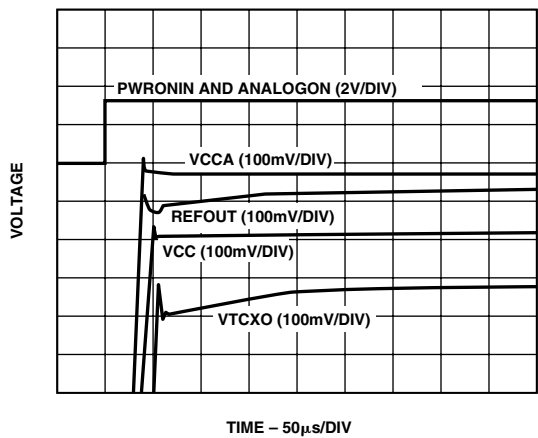 PWRONIN AND ANALOGON (2V/DIV)
VCCA (100mV/DIV)
REFOUT (100mV/DIV)
VCC (100mV/DIV)
VTCXO (100mV/DIV)
VOLTAGE
TIME – 50μs/DIV